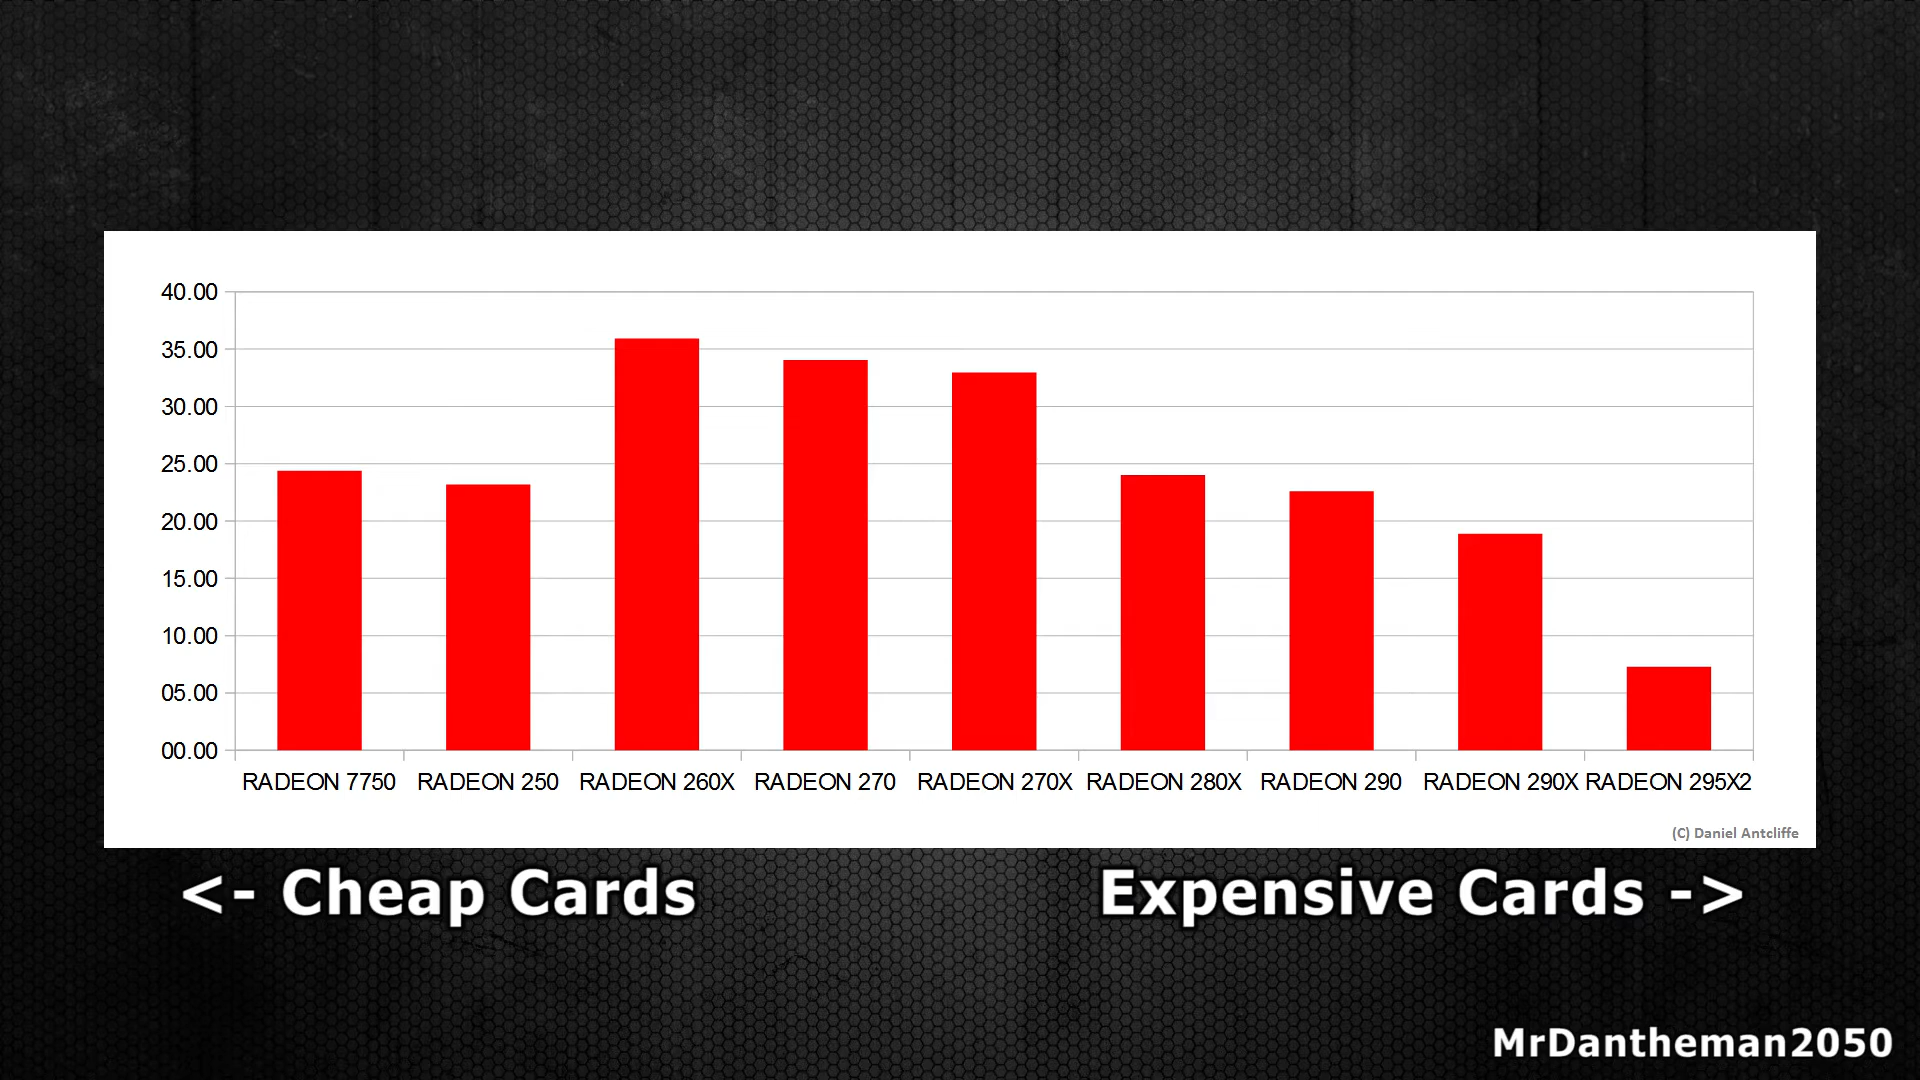 40.00
35.00
30.00
25.00
20.00
15.00
10.00
05.00
00.00
RADEON 7750 RADEON 250 RADEON 260X RADEON 270 RADEON 270X RADEON 280X RADEON 290 RADEON 290X RADEON 295X2
(C) Daniel Antcliffe
<- Cheap Cards Expensive Cards ->
MrDantheman2050